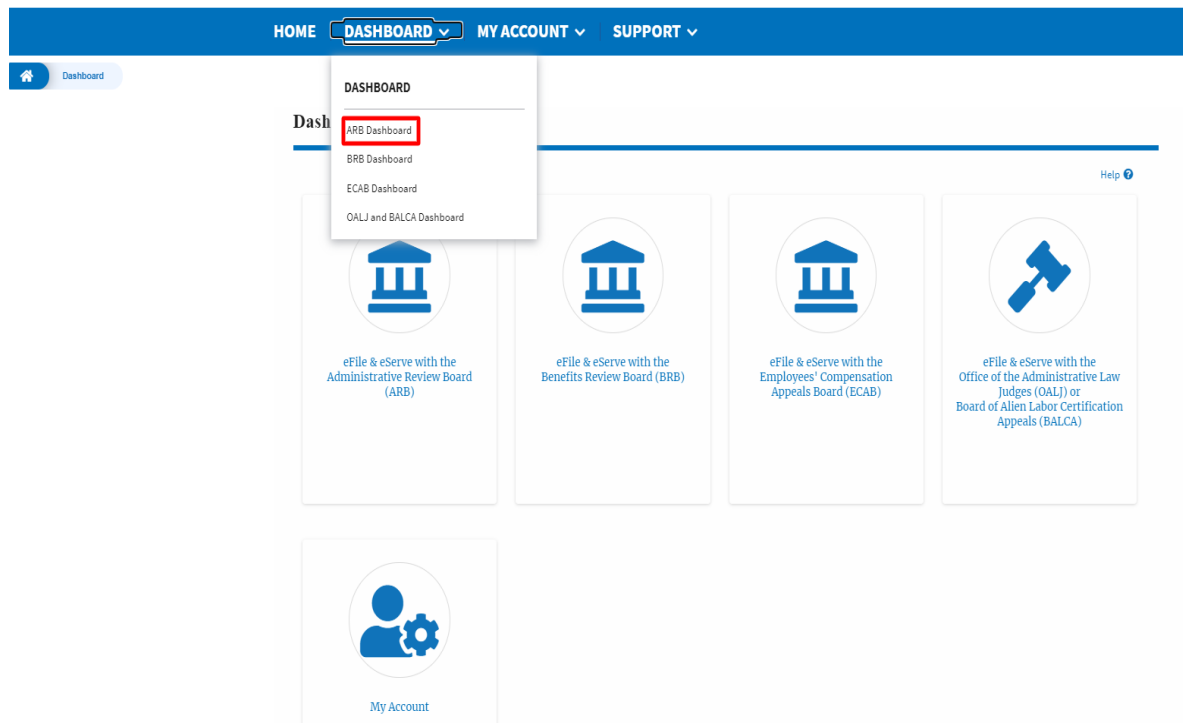 HOME DASHBOARD MY ACCOUNT SUPPORT
Dashboard
DASHBOARD
ARB Dashboard
BRB Dashboard
ECAB Dashboard
OALJ and BALCA Dashboard
Dash
Help
eFile & eServe with the
Administrative Review Board
(ARB)
eFile & eServe with the
Benefits Review Board (BRB)
eFile & eServe with the
Employees' Compensation
Appeals Board (ECAB)
eFile & eServe with the
Office of the Administrative Law
Judges (OALJ) or
Board of Alien Labor Certification
Appeals (BALCA)
My Account